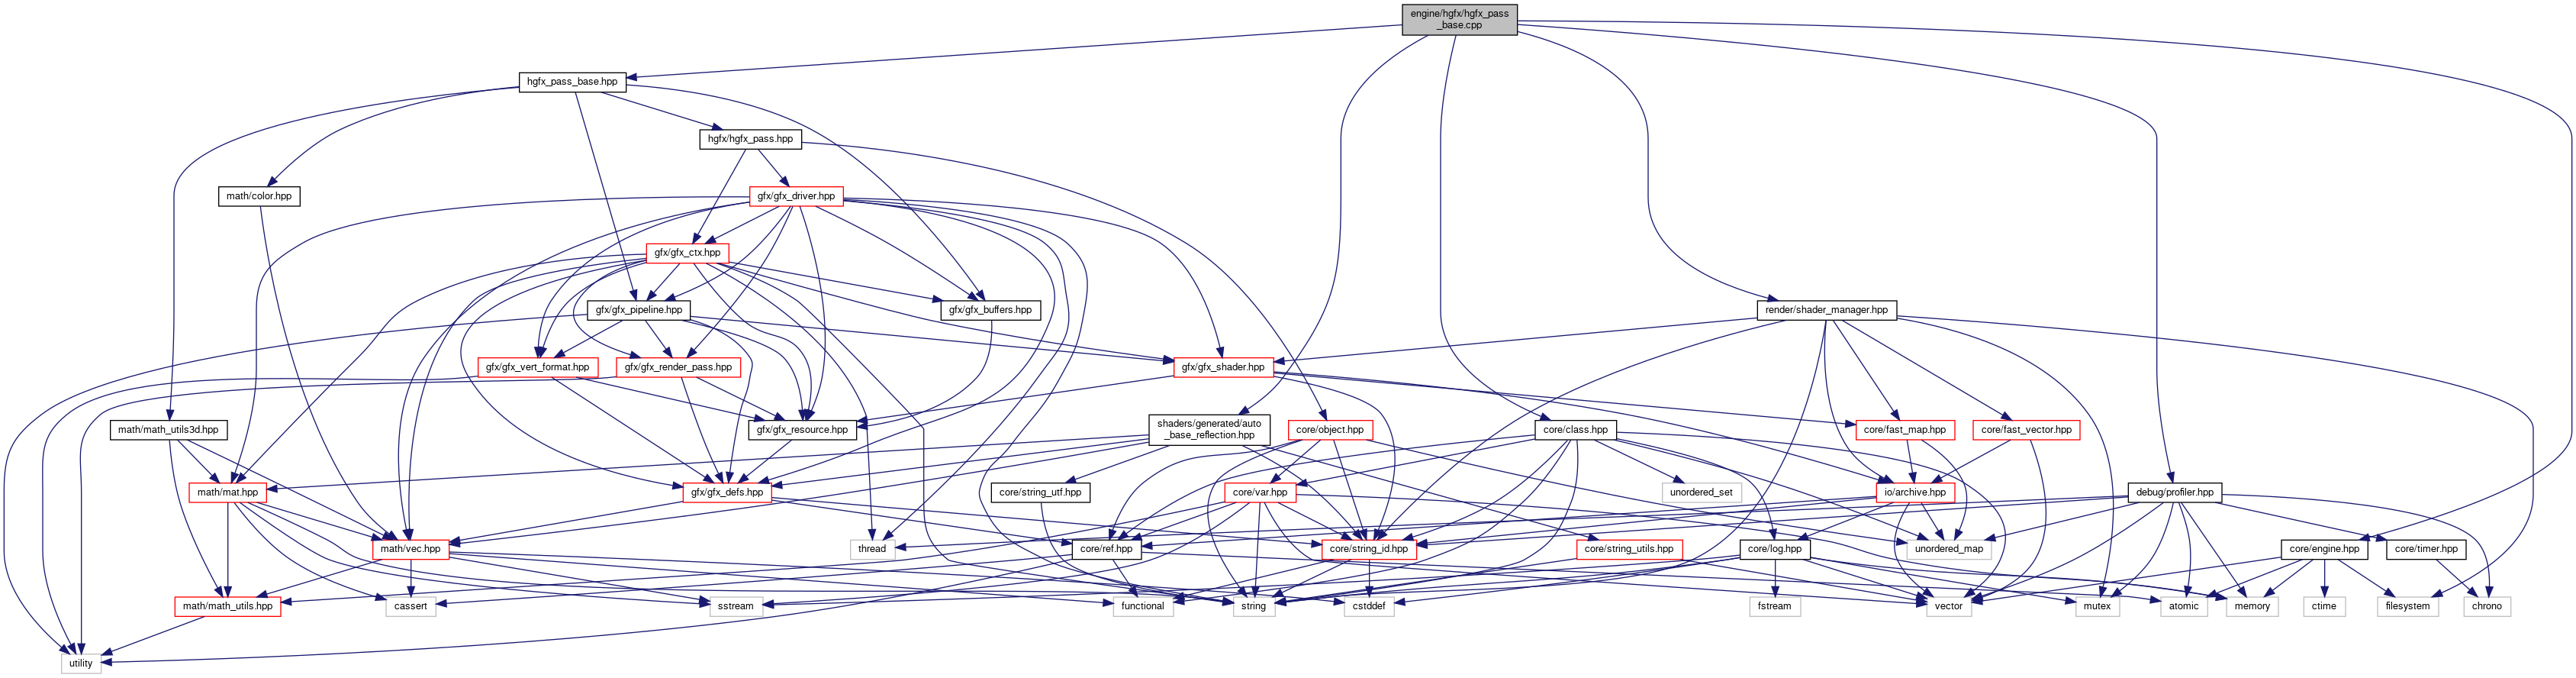 engine/hgfx/hgfx_pass
_base.cpp
hgfx_pass_base.hpp
hgfx/hgfx_pass.hpp
math/color.hpp
gfx/gfx_driver.hpp
gfx/gfx_ctx.hpp
gfx/gfx_pipeline.hpp
gfx/gfx_buffers.hpp
render/shader_manager.hpp
gfx/gfx_vert_format.hpp
gfx/gfx_render_pass.hpp
gfx/gfx_shader.hpp
math/math_utils3d.hpp
gfx/gfx_resource.hpp
shaders/generated/auto
_base_reflection.hpp
core/object.hpp
core/class.hpp
core/fast_map.hpp
core/fast_vector.hpp
math/mat.hpp
gfx/gfx_defs.hpp
core/string_utf.hpp
core/var.hpp
unordered_set
io/archive.hpp
debug/profiler.hpp
math/vec.hpp
thread
core/ref.hpp
core/string_id.hpp
core/string_utils.hpp
core/log.hpp
unordered_map
core/engine.hpp
core/timer.hpp
math/math_utils.hpp
cassert
sstream
functional
string
cstddef
fstream
vector
mutex
atomic
memory
ctime
filesystem
chrono
utility